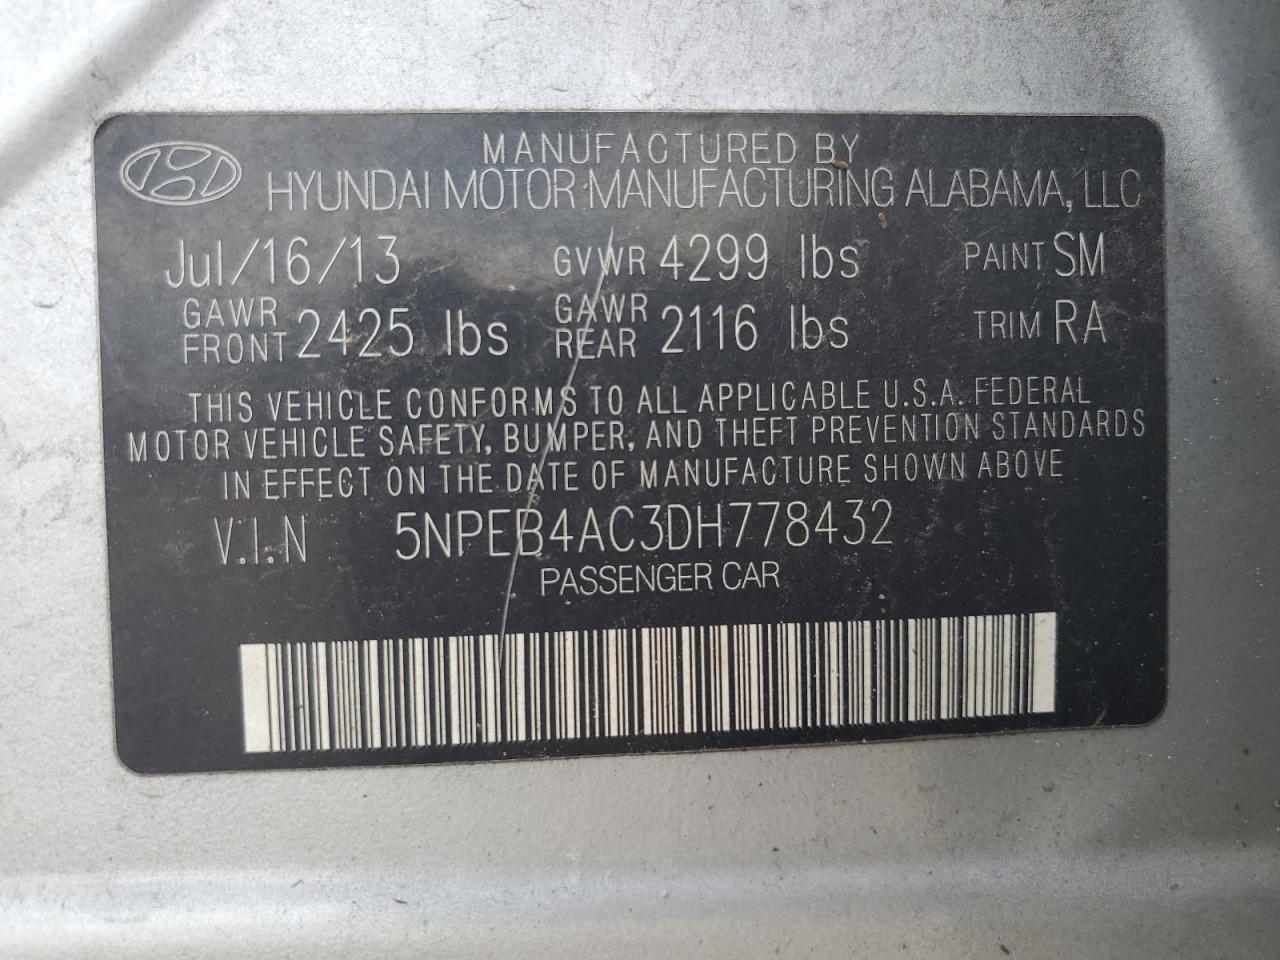 MANUFACTURED BY
HYUNDAI MOTOR MANUFACTURING ALABAMA, LLC
Jul/16/13 GVWR 4299 lbs PAINT SM
GAWR FRONT 2425 lbs GAWR REAR 2116 lbs TRIM RA
THIS VEHICLE CONFORMS TO ALL APPLICABLE U.S.A. FEDERAL
MOTOR VEHICLE SAFETY, BUMPER, AND THEFT PREVENTION STANDARDS
IN EFFECT ON THE DATE OF MANUFACTURE SHOWN ABOVE
V.I.N 5NPEB4AC3DH778432
PASSENGER CAR